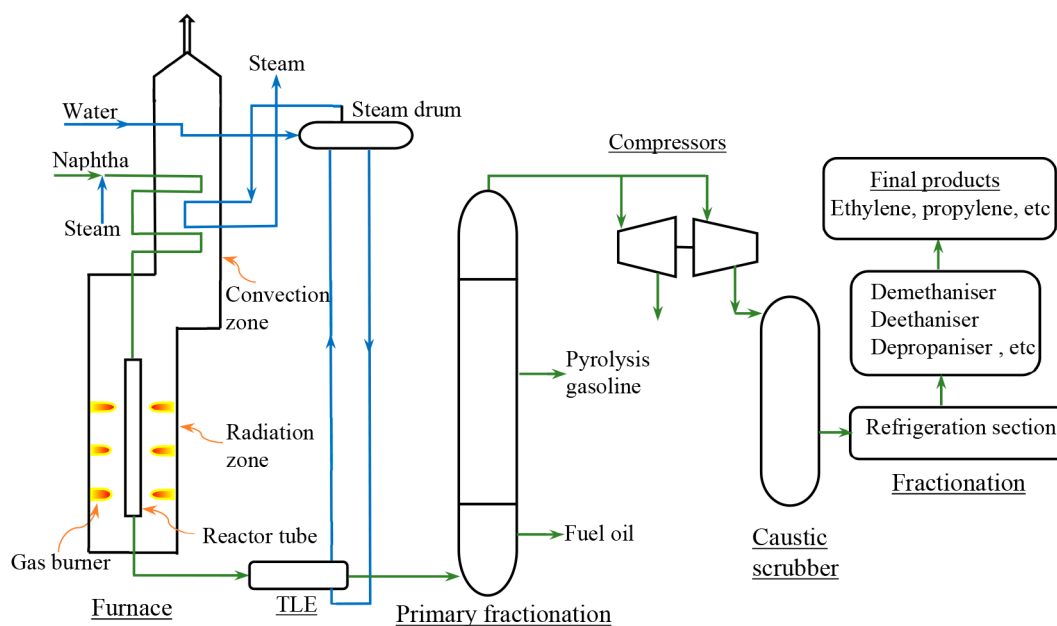 Steam
Steam drum
Water
Naphtha
Steam
Convection
zone
Radiation
zone
Reactor tube
Gas burner
Furnace
TLE
Primary fractionation
Pyrolysis
gasoline
Fuel oil
Compressors
Caustic
scrubber
Final products
Ethylene, propylene, etc
Demethaniser
Deethaniser
Depropaniser , etc
Refrigeration section
Fractionation